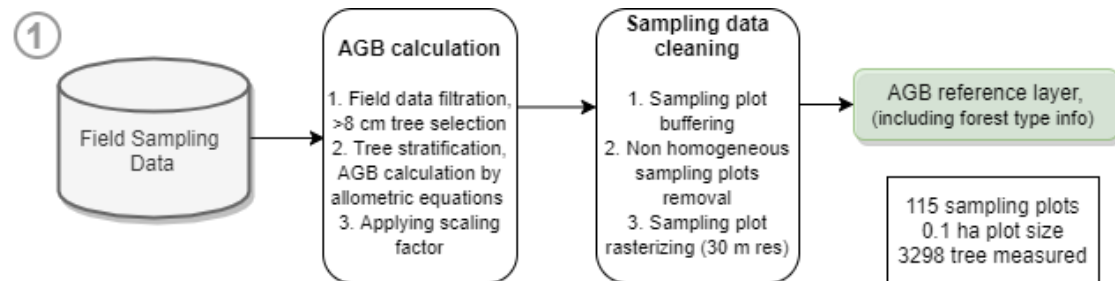 1
Field Sampling
Data
AGB calculation
1. Field data filtration,
>8 cm tree selection
2. Tree stratification,
AGB calculation by
allometric equations
3. Applying scaling
factor
Sampling data
cleaning
1. Sampling plot
buffering
2. Non homogeneous
sampling plots
removal
3. Sampling plot
rasterizing (30 m res)
AGB reference layer,
(including forest type info)
115 sampling plots
0.1 ha plot size
3298 tree measured